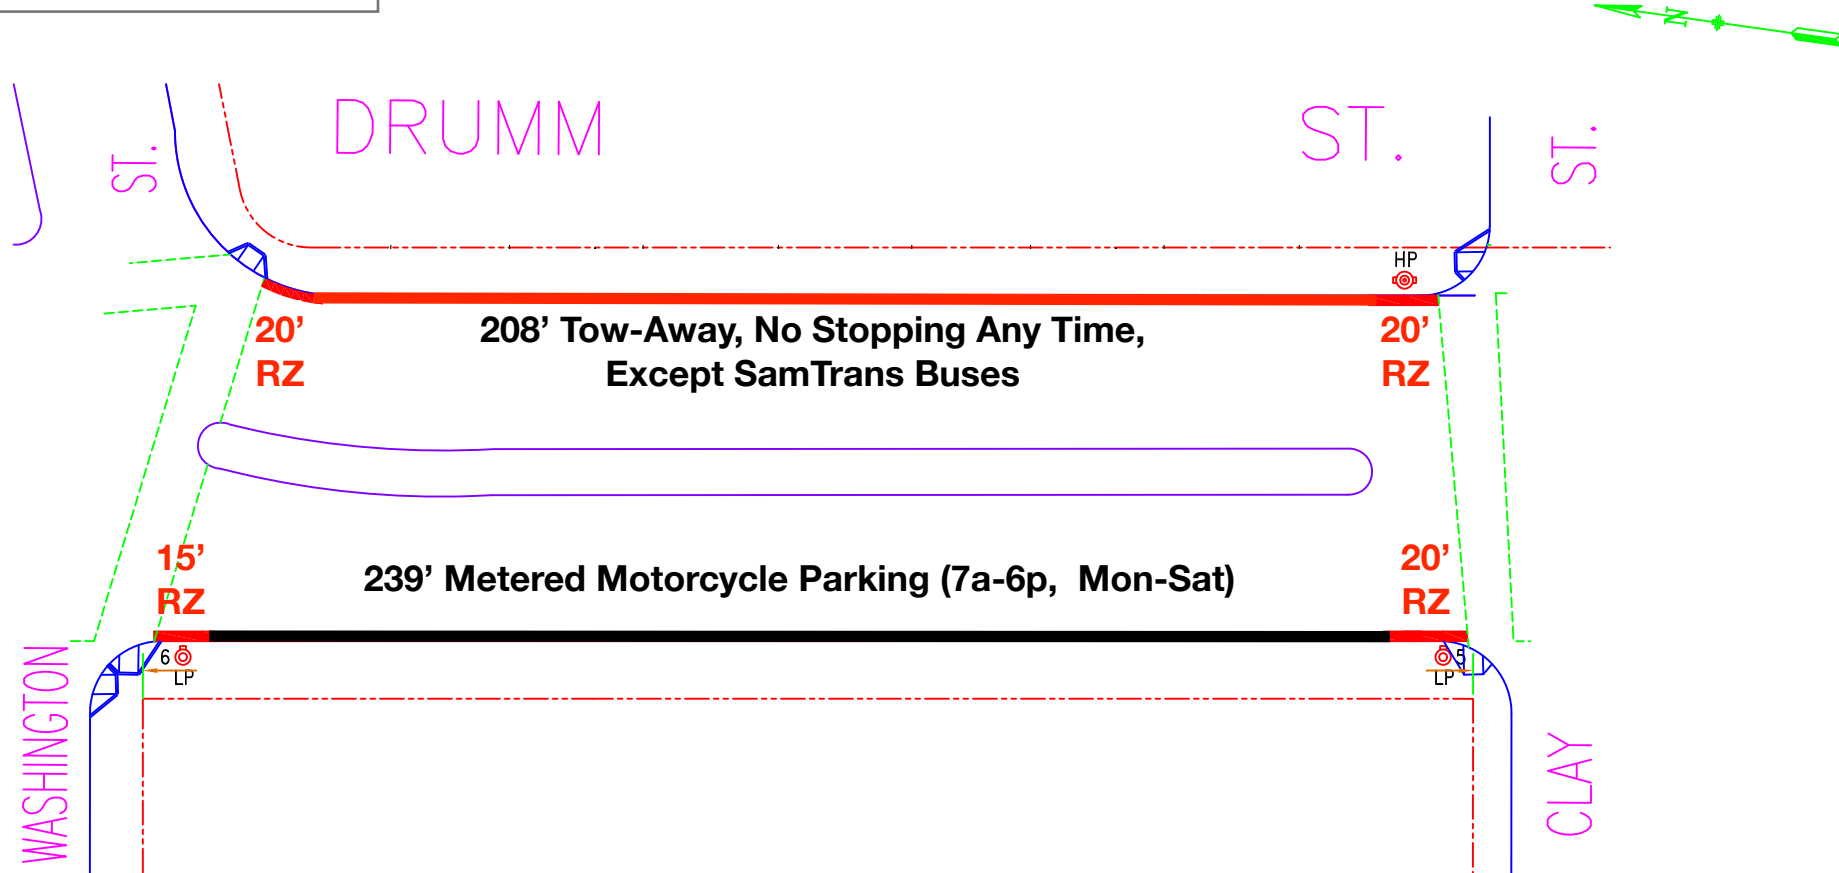 N
DRUMM ST.
ST.
ST.
HP
20’
RZ
208’ Tow-Away, No Stopping Any Time,
Except SamTrans Buses
20’
RZ
15’
RZ
239’ Metered Motorcycle Parking (7a-6p, Mon-Sat)
20’
RZ
6
LP
5
LP
WASHINGTON
CLAY